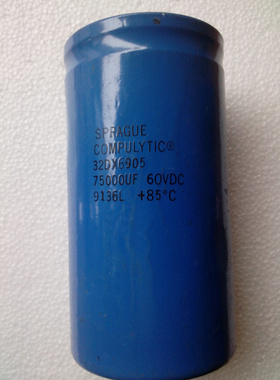 SPRAGUE
COMPULYTIC®
32DX6905
75000UF 60VDC
9136L +85°C